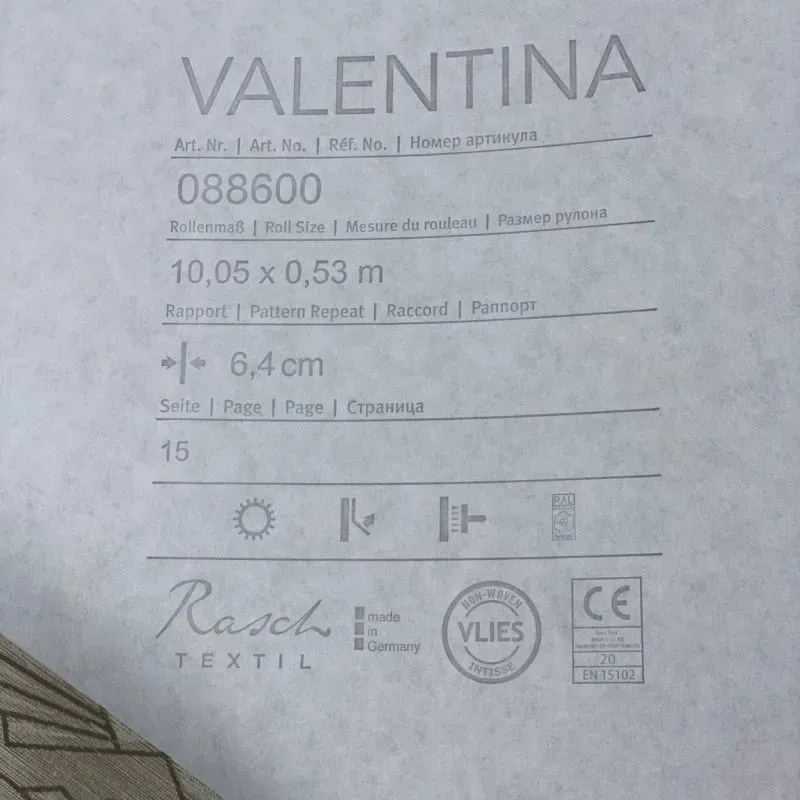 VALENTINA
Art. Nr. | Art. No. | Réf. No. | Номер артикула
088600
Rollenmaß | Roll Size | Mesure du rouleau | Размер рулона
10,05 x 0,53 m
Rapport | Pattern Repeat | Raccord | Раппорт
6,4 cm
Seite | Page | Page | Страница
15
RAL
Rasch
TEXTIL
made
in
Germany
NON-WOVEN
VLIES
INTISSÉ
CE
20
EN 15102